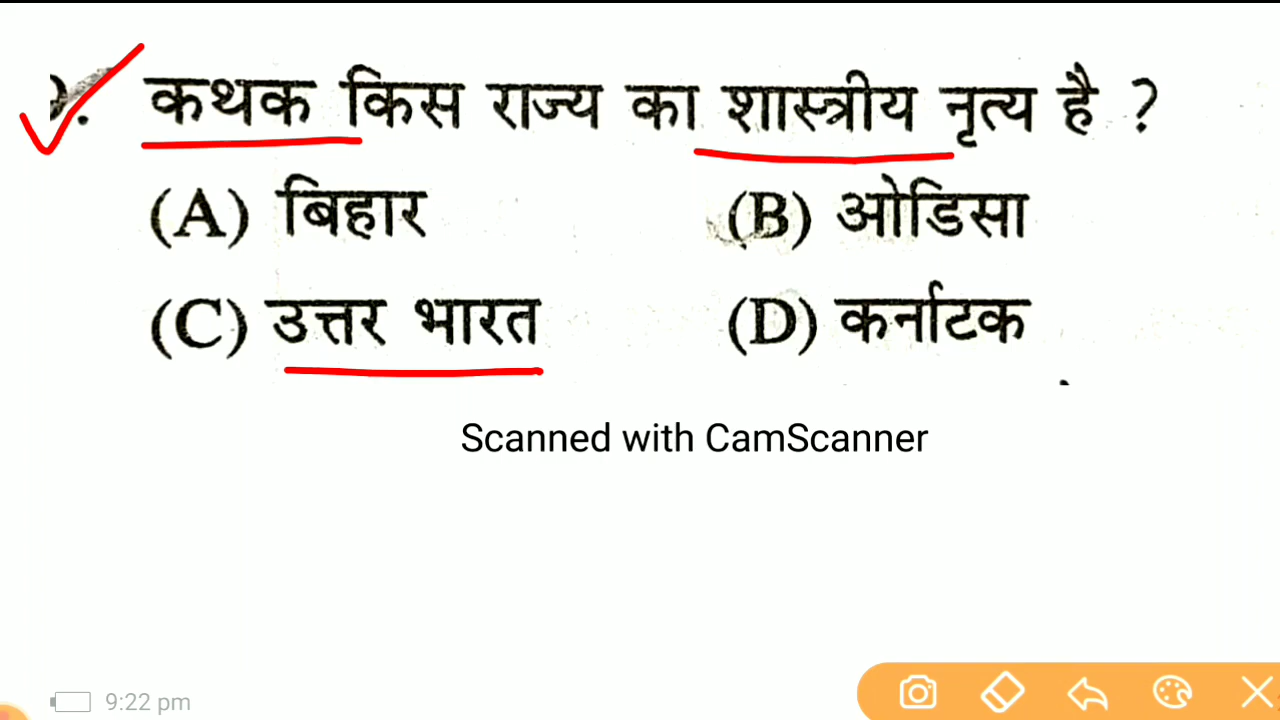 कथक किस राज्य का शास्त्रीय नृत्य है ?
(A) बिहार (B) ओडिसा
(C) उत्तर भारत (D) कर्नाटक
Scanned with CamScanner
9:22 pm